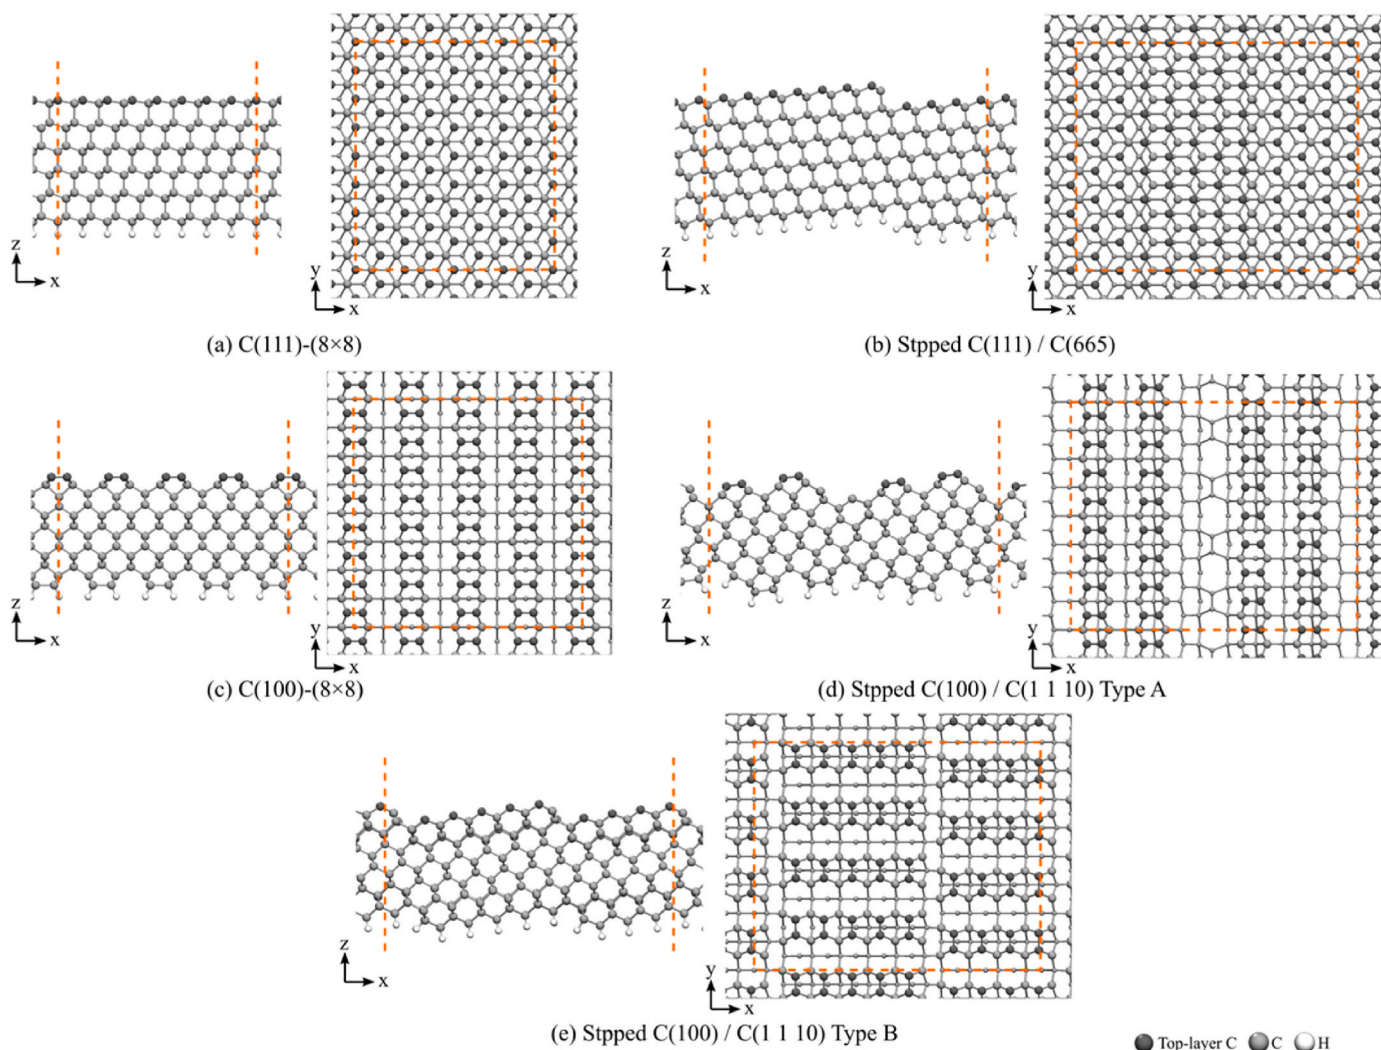 z
x
y
x
(a) C(111)-(8×8)
z
x
y
x
(b) Stpped C(111) / C(665)
z
x
y
x
(c) C(100)-(8×8)
z
x
y
x
(d) Stpped C(100) / C(1 1 10) Type A
z
x
y
x
(e) Stpped C(100) / C(1 1 10) Type B
Top-layer C C H